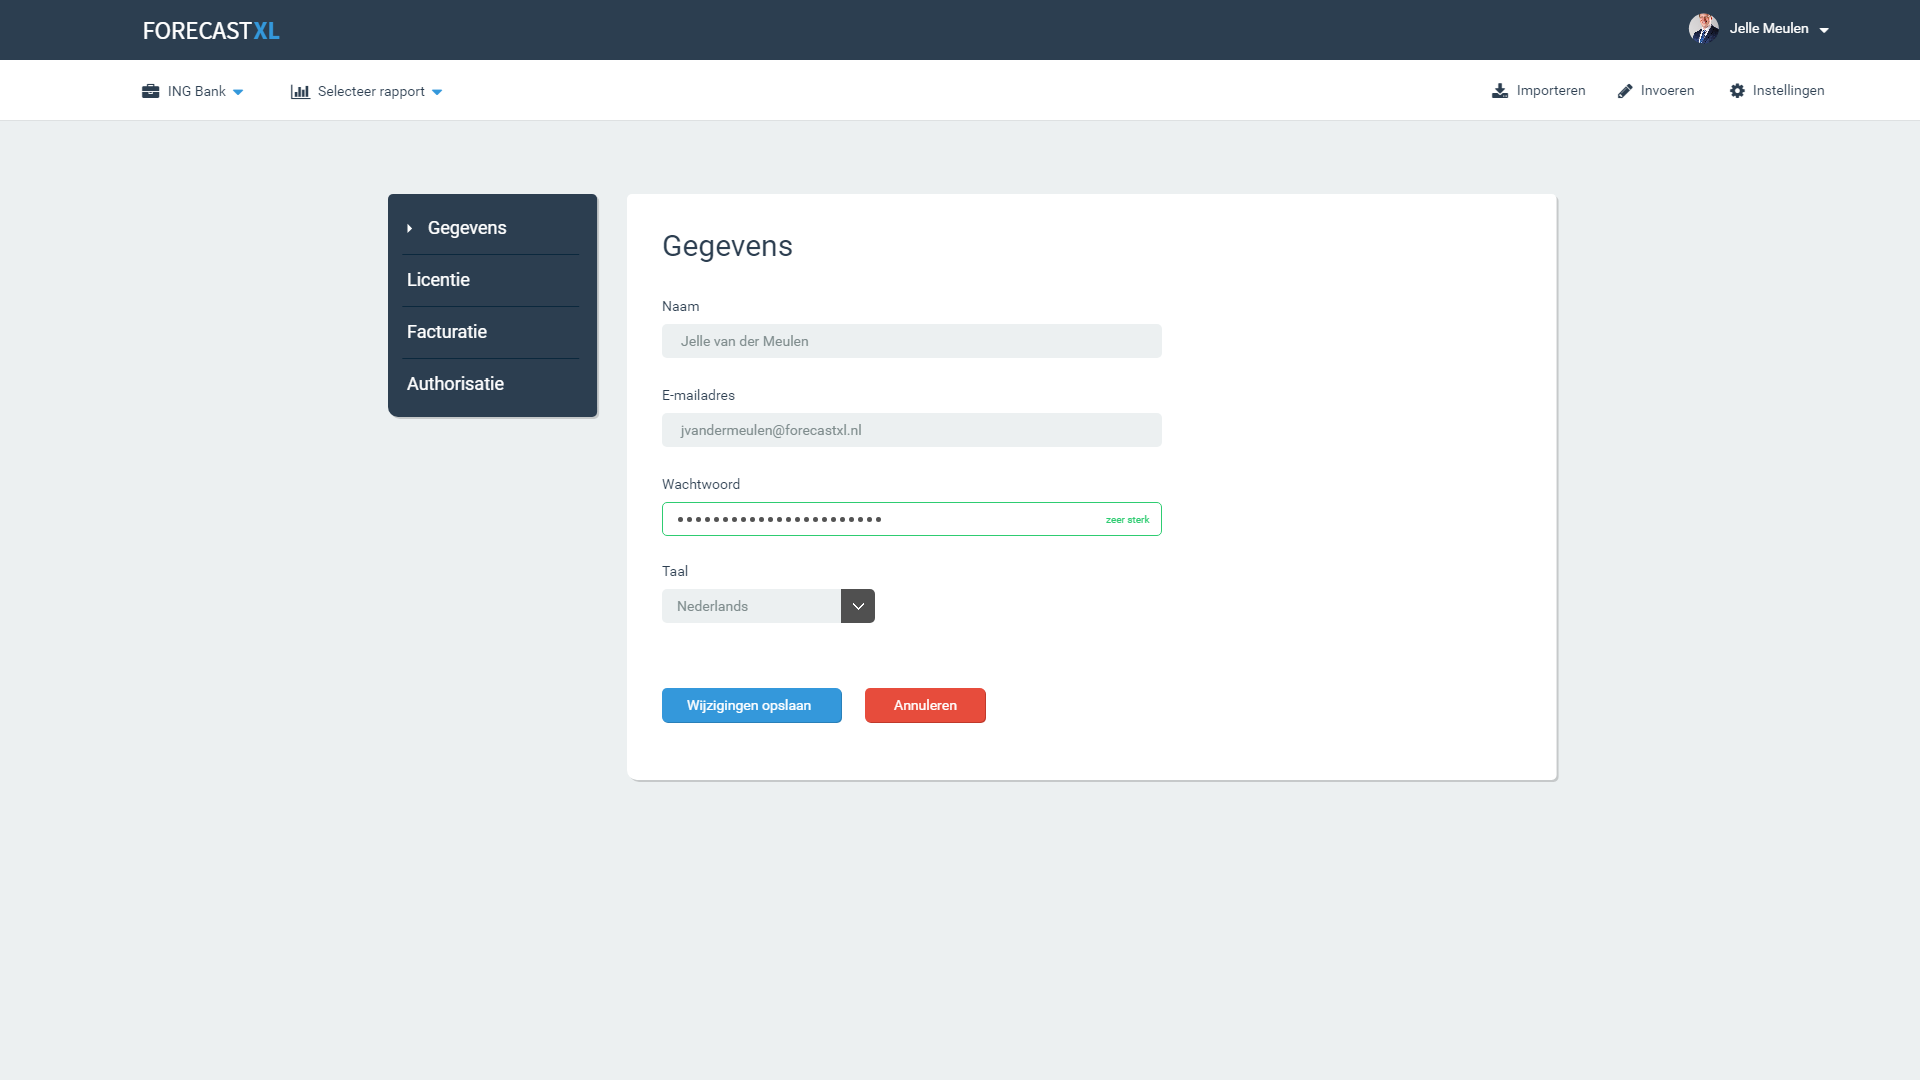 FORECASTXL
Jelle Meulen
ING Bank
Selecteer rapport
Importeren
Invoeren
Instellingen
Gegevens
Licentie
Facturatie
Authorisatie
Gegevens
Naam
Jelle van der Meulen
E-mailadres
jvandermeulen@forecastxl.nl
Wachtwoord
•••••••••••••••••••••••
zeer sterk
Taal
Nederlands
Wijzigingen opslaan
Annuleren